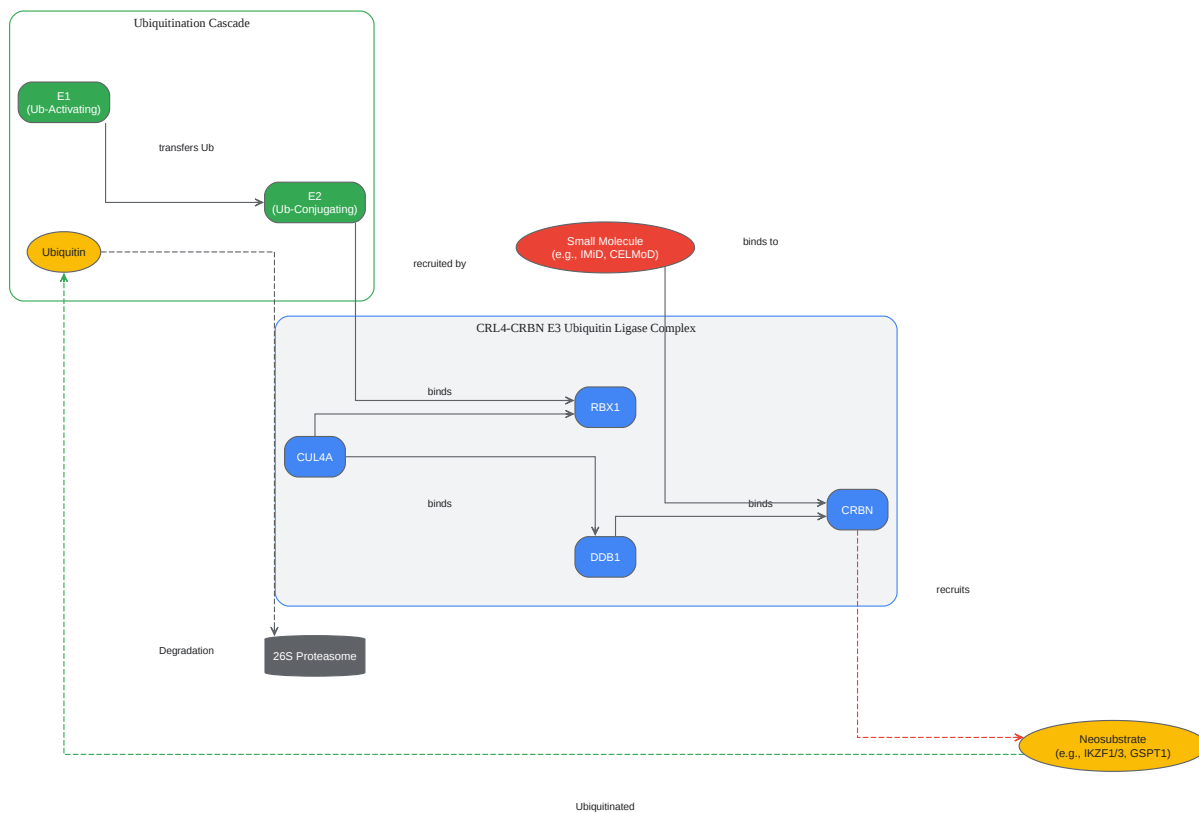 Ubiquitination Cascade
E1
(Ub-Activating)
transfers Ub
E2
(Ub-Conjugating)
Ubiquitin
Small Molecule
(e.g., IMiD, CELMoD)
binds to
recruited by
CRL4-CRBN E3 Ubiquitin Ligase Complex
binds
RBX1
CUL4A
binds
binds
CRBN
DDB1
recruits
Degradation
26S Proteasome
Neosubstrate
(e.g., IKZF1/3, GSPT1)
Ubiquitinated